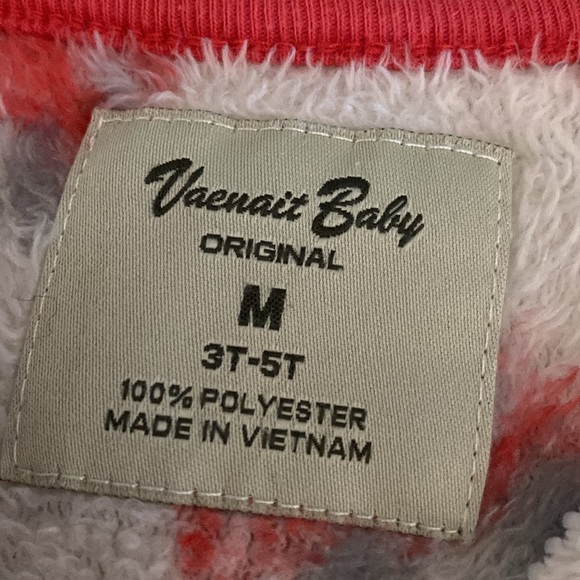 Vaenait Baby
ORIGINAL
M
3T-5T
100% POLYESTER
MADE IN VIETNAM